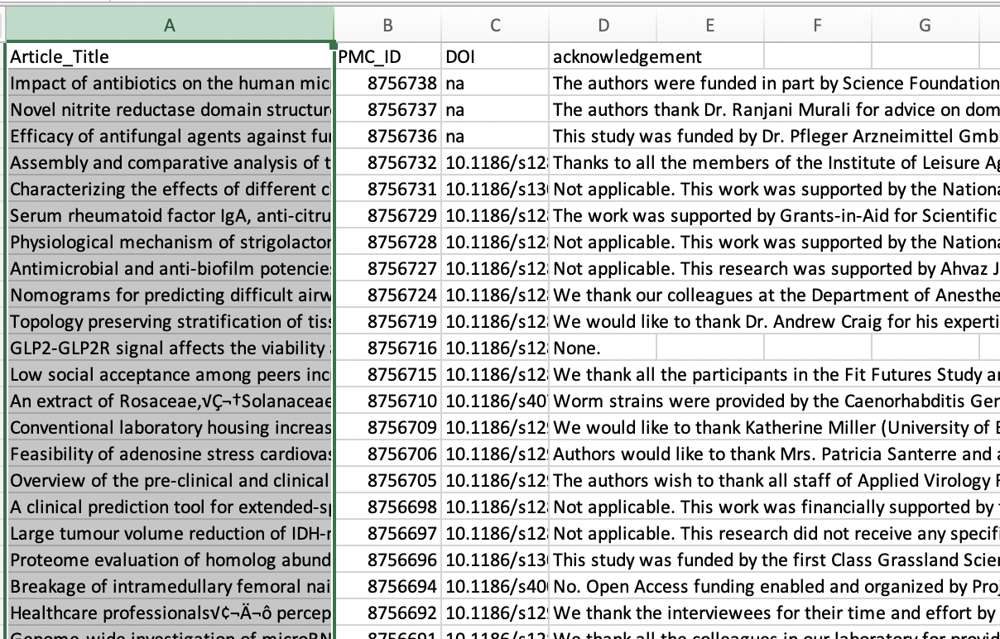 A B C D E F G
Article_Title PMC_ID DOI acknowledgement
Impact of antibiotics on the human mic 8756738 na The authors were funded in part by Science Foundation
Novel nitrite reductase domain structur 8756737 na The authors thank Dr. Ranjani Murali for advice on dom
Efficacy of antifungal agents against fu 8756736 na This study was funded by Dr. Pfleger Arzneimittel Gmb
Assembly and comparative analysis of t 8756732 10.1186/s12 Thanks to all the members of the Institute of Leisure Ag
Characterizing the effects of different c 8756731 10.1186/s13 Not applicable. This work was supported by the Nationa
Serum rheumatoid factor IgA, anti-citru 8756729 10.1186/s12 The work was supported by Grants-in-Aid for Scientific
Physiological mechanism of strigolacto 8756728 10.1186/s12 Not applicable. This work was supported by the Nationa
Antimicrobial and anti-biofilm potencie 8756727 10.1186/s12 Not applicable. This research was supported by Ahvaz J
Nomograms for predicting difficult airw 8756724 10.1186/s12 We thank our colleagues at the Department of Anesthe
Topology preserving stratification of tis 8756719 10.1186/s12 We would like to thank Dr. Andrew Craig for his experti
GLP2-GLP2R signal affects the viability 8756716 10.1186/s12 None.
Low social acceptance among peers inc 8756715 10.1186/s12 We thank all the participants in the Fit Futures Study a
An extract of Rosaceae,√Ç¬†Solanaceae 8756710 10.1186/s40 Worm strains were provided by the Caenorhabditis Ge
Conventional laboratory housing increas 8756709 10.1186/s12 We would like to thank Katherine Miller (University of
Feasibility of adenosine stress cardiova 8756706 10.1186/s12 Authors would like to thank Mrs. Patricia Santerre and a
Overview of the pre-clinical and clinical 8756705 10.1186/s12 The authors wish to thank all staff of Applied Virology
A clinical prediction tool for extended-s 8756698 10.1186/s12 Not applicable. This work was financially supported by
Large tumour volume reduction of IDH- 8756697 10.1186/s12 Not applicable. This research did not receive any specifi
Proteome evaluation of homolog abund 8756696 10.1186/s13 This study was funded by the first Class Grassland Scie
Breakage of intramedullary femoral nai 8756694 10.1186/s40 No. Open Access funding enabled and organized by Proj
Healthcare professionals√¢¬Ä¬ô percep 8756692 10.1186/s12 We thank the interviewees for their time and effort by
Genome-wide investigation of microRN 8756691 10.1186/s12 We thank all the colleagues in our laboratory for provid